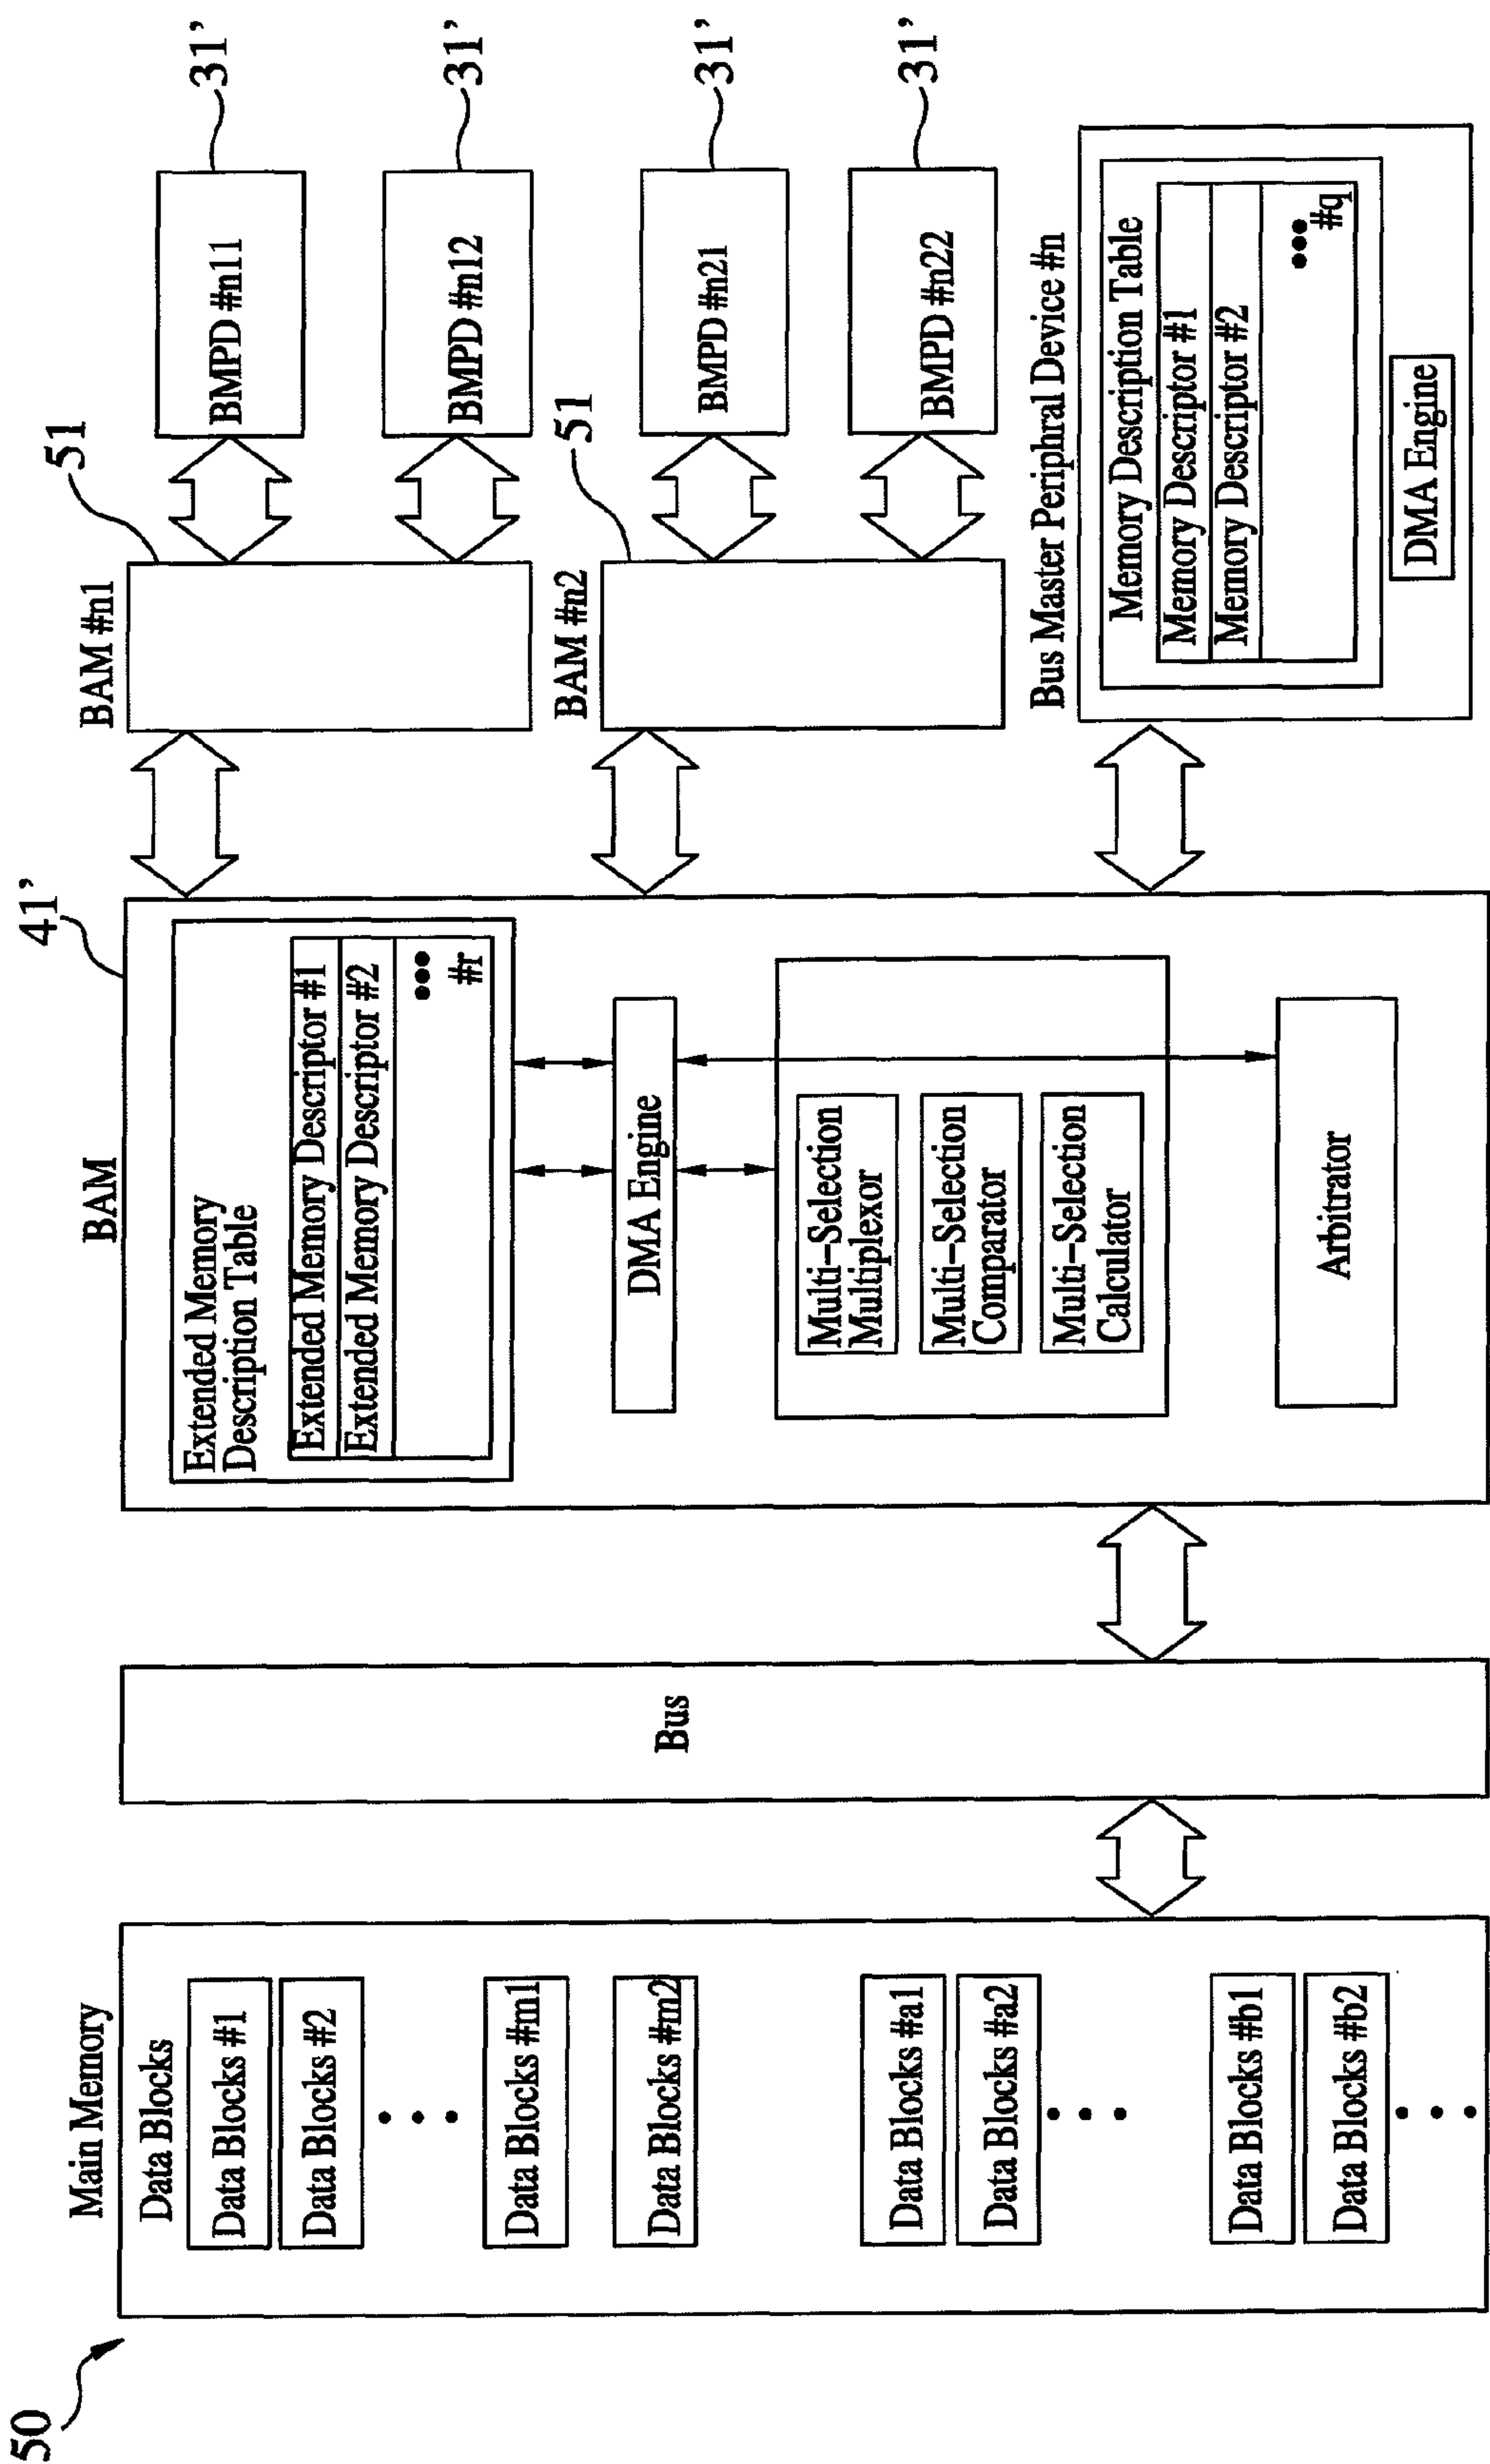 50
Main Memory
Data Blocks
Data Blocks #1
Data Blocks #2
• • •
Data Blocks #m1
Data Blocks #m2
Data Blocks #a1
Data Blocks #a2
• • •
Data Blocks #b1
Data Blocks #b2
• • •
Bus
BAM
41’
Extended Memory
Description Table
Extended Memory Descriptor #1
Extended Memory Descriptor #2
•••
#r
DMA Engine
Multi-Selection
Multiplexor
Multi-Selection
Comparator
Multi-Selection
Calculator
Arbitrator
BAM #n1
51
BAM #n2
51
BMPD #n11
31’
BMPD #n12
31’
BMPD #n21
31’
BMPD #n22
31’
Bus Master Periphral Device #n
Memory Description Table
Memory Descriptor #1
Memory Descriptor #2
•••
#q
DMA Engine